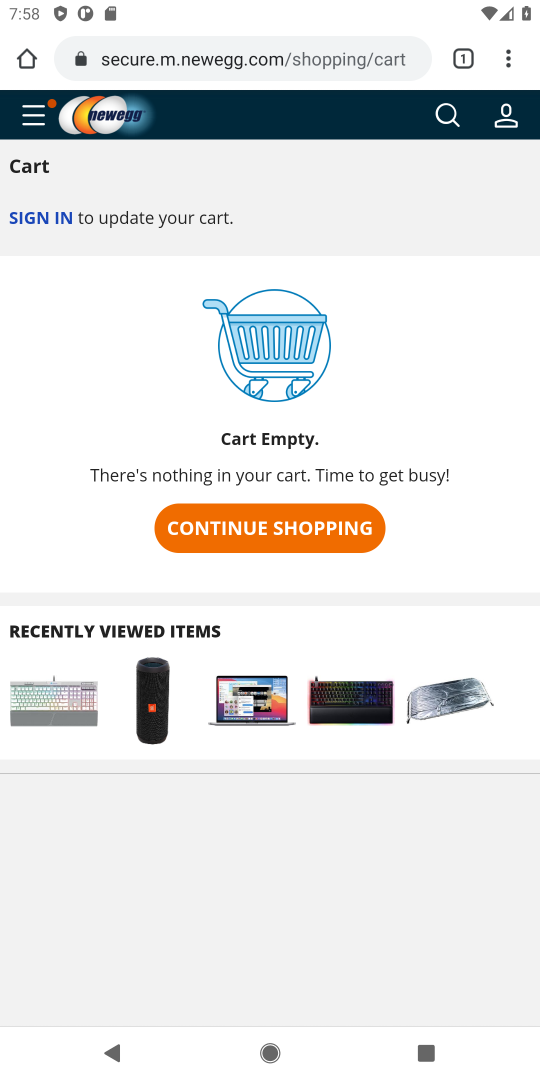 7:58
secure.m.newegg.com/shopping/cart
1
newegg
Cart
SIGN IN to update your cart.
Cart Empty.
There's nothing in your cart. Time to get busy!
CONTINUE SHOPPING
RECENTLY VIEWED ITEMS